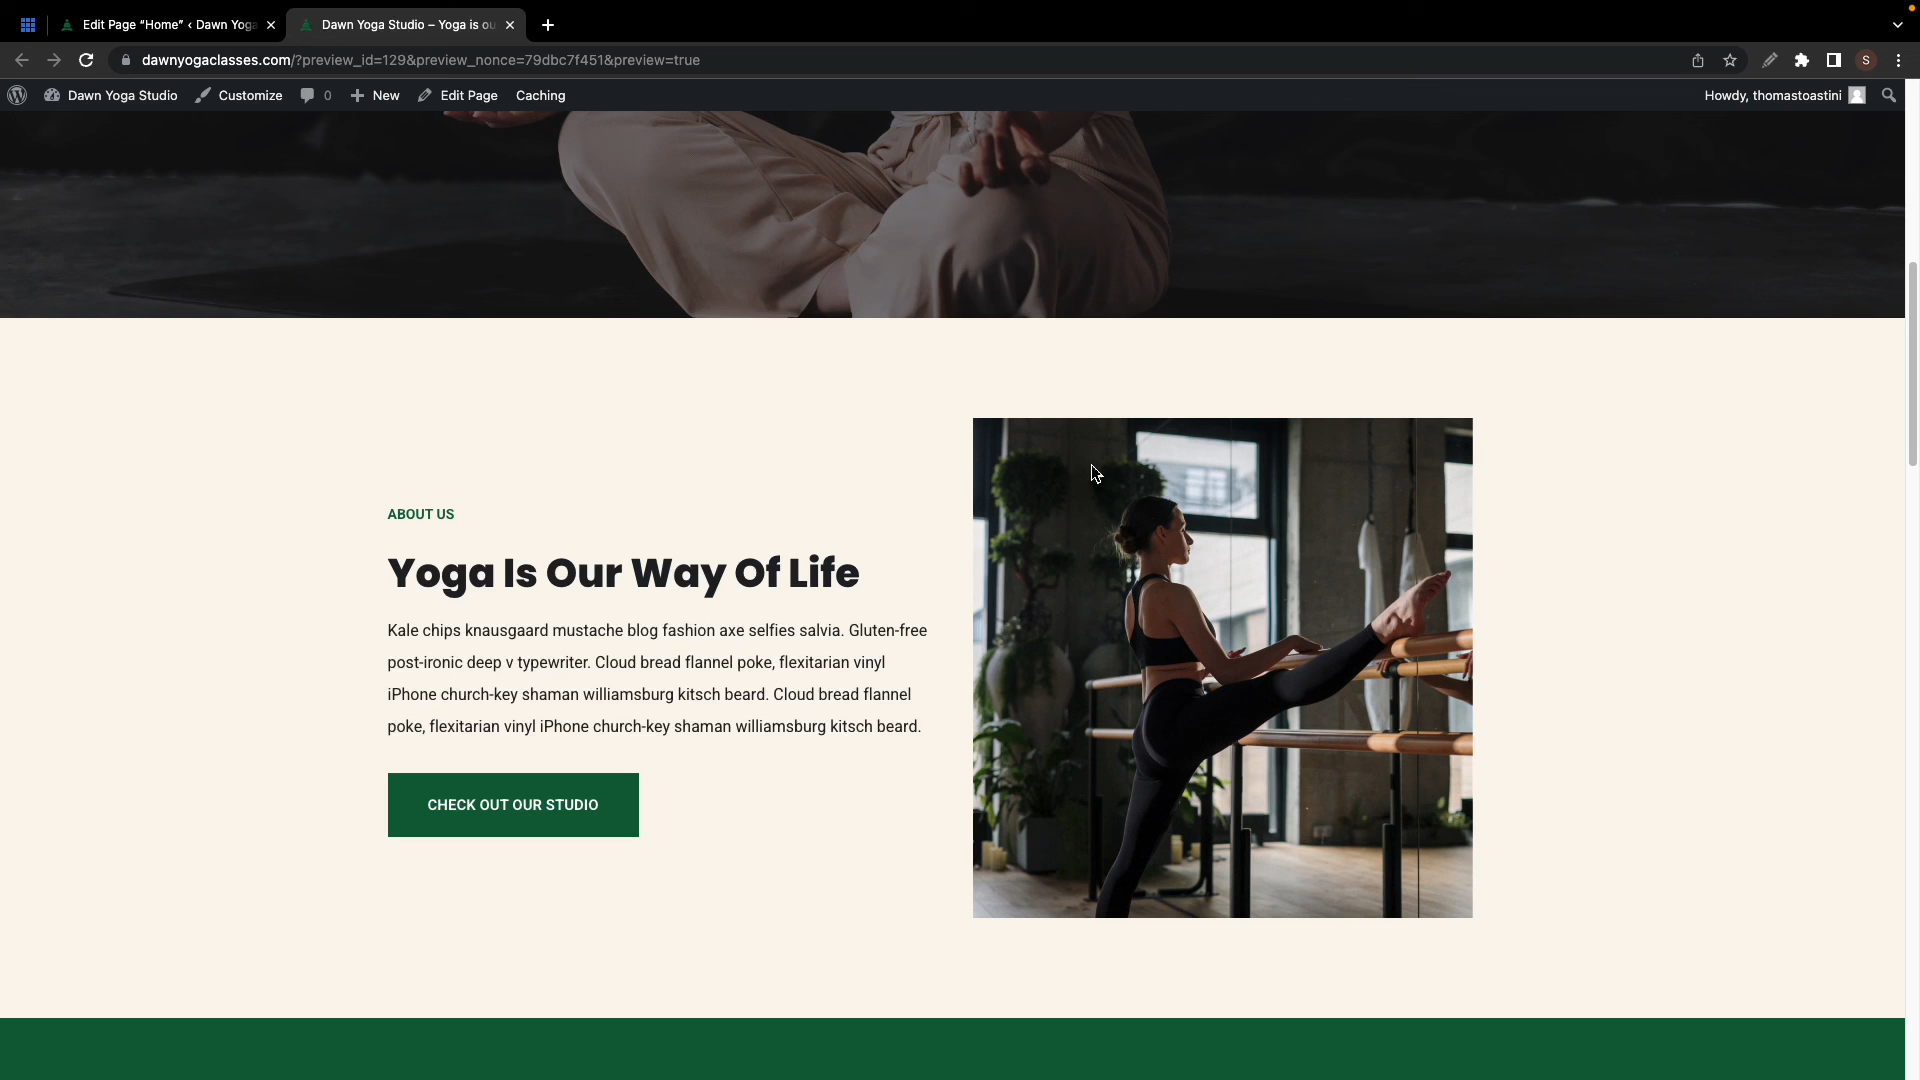 Edit Page “Home” ‹ Dawn Yoga
Dawn Yoga Studio – Yoga is ou
dawnyogaclasses.com/?preview_id=129&preview_nonce=79dbc7f451&preview=true
S
Dawn Yoga Studio
Customize
0
New
Edit Page
Caching
Howdy, thomastoastini
ABOUT US
Yoga Is Our Way Of Life
Kale chips knausgaard mustache blog fashion axe selfies salvia. Gluten-free
post-ironic deep v typewriter. Cloud bread flannel poke, flexitarian vinyl
iPhone church-key shaman williamsburg kitsch beard. Cloud bread flannel
poke, flexitarian vinyl iPhone church-key shaman williamsburg kitsch beard.
CHECK OUT OUR STUDIO